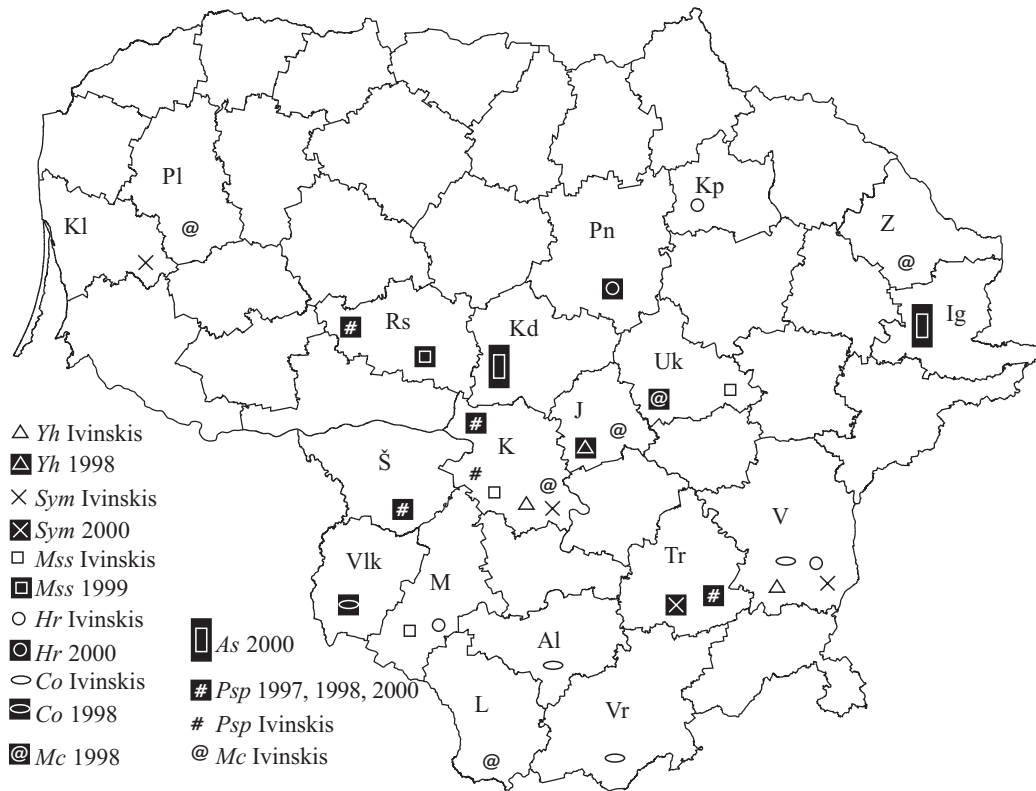 Pl
Kp
Kl
Pn
Z
@
@
Rs
Kd
Ig
#
Uk
@
J
@
#
K
Š
#
@
V
#
Vlk
M
Tr
#
Al
L
Vr
@
Yh Ivinskis
Yh 1998
Sym Ivinskis
Sym 2000
Mss Ivinskis
Mss 1999
Hr Ivinskis
Hr 2000
Co Ivinskis
Co 1998
@ Mc 1998
As 2000
# Psp 1997, 1998, 2000
# Psp Ivinskis
@ Mc Ivinskis